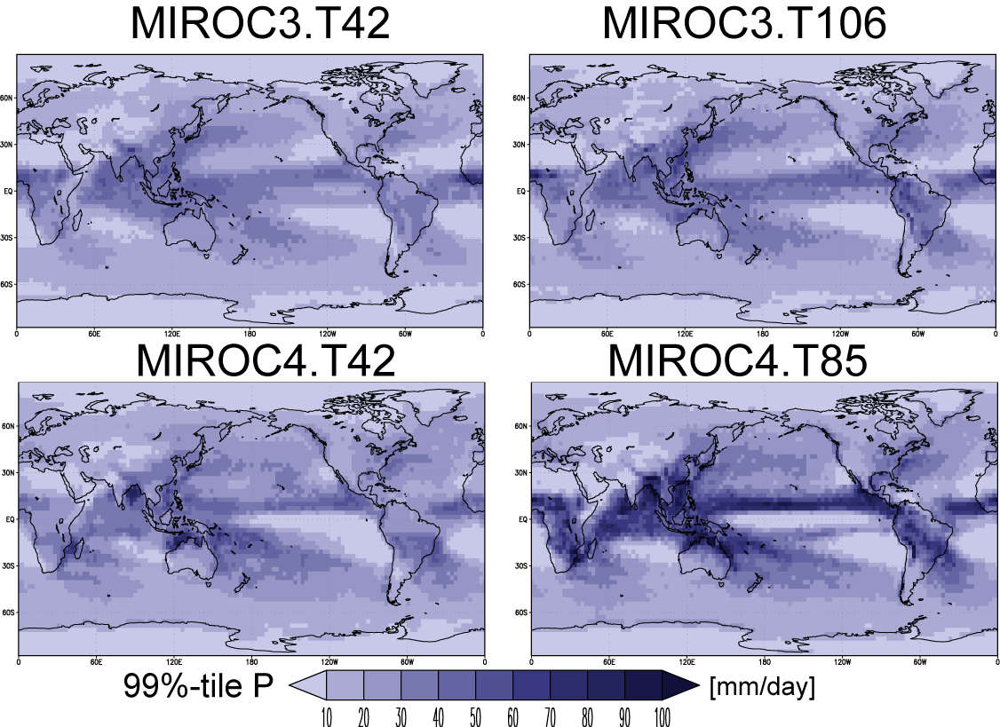 MIROC3.T42 MIROC3.T106
60N 60N
30N 30N
EQ EQ
30S 30S
60S 60S
0 60E 120E 180 120W 60W 0 0 60E 120E 180 120W 60W 0
MIROC4.T42 MIROC4.T85
60N 60N
30N 30N
EQ EQ
30S 30S
60S 60S
0 60E 120E 180 120W 60W 0 0 60E 120E 180 120W 60W 0
99%-tile P [mm/day]
10 20 30 40 50 60 70 80 90 100